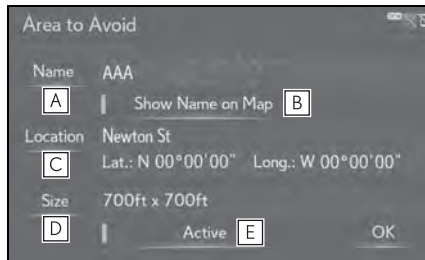 Area to Avoid
Name AAA
A Show Name on Map B
Location Newton St
C Lat.: N 00°00'00" Long.: W 00°00'00"
Size 700ft x 700ft
D Active E OK